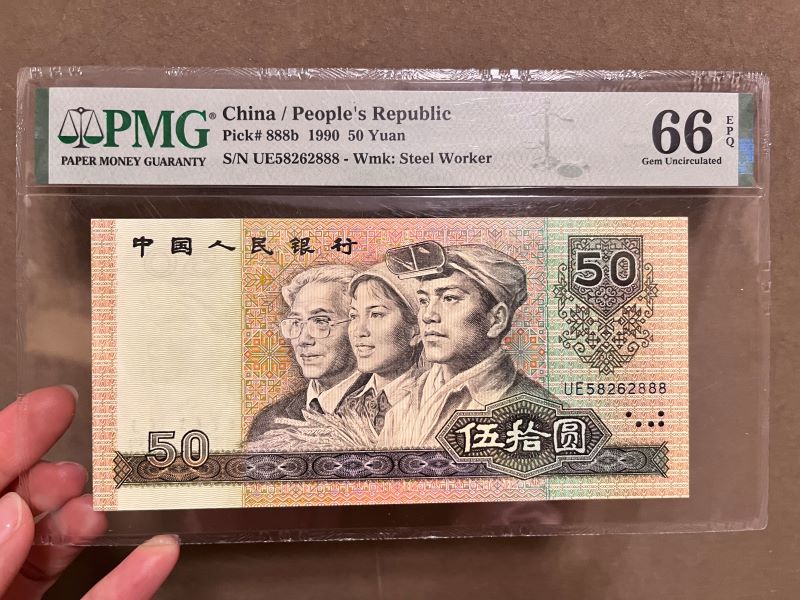 PMG®
PAPER MONEY GUARANTY
China / People's Republic
Pick# 888b 1990 50 Yuan
S/N UE58262888 - Wmk: Steel Worker
66
EPQ
Gem Uncirculated
中国人民银行
50
UE58262888
50
伍拾圆